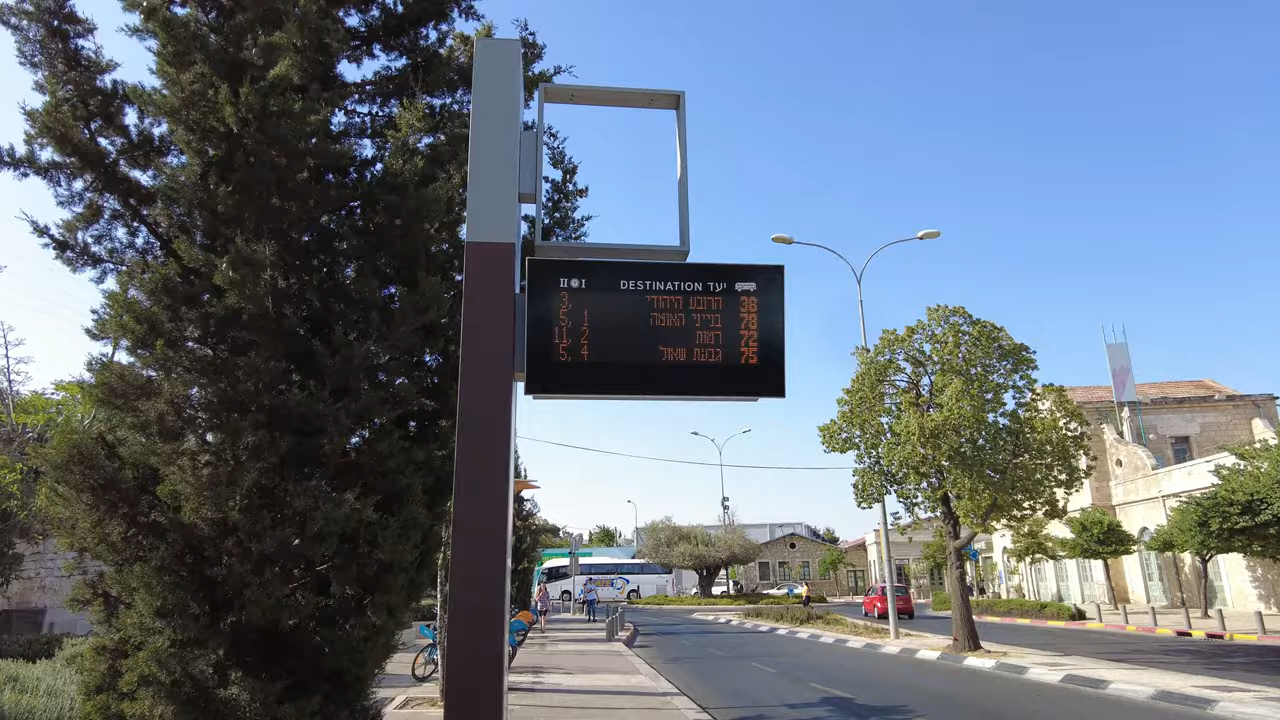 II I DESTINATION יעד
3, הרובע היהודי 38
5, 1 בנייני האומה 78
11, 2 רמות 72
5, 4 גבעת שאול 75